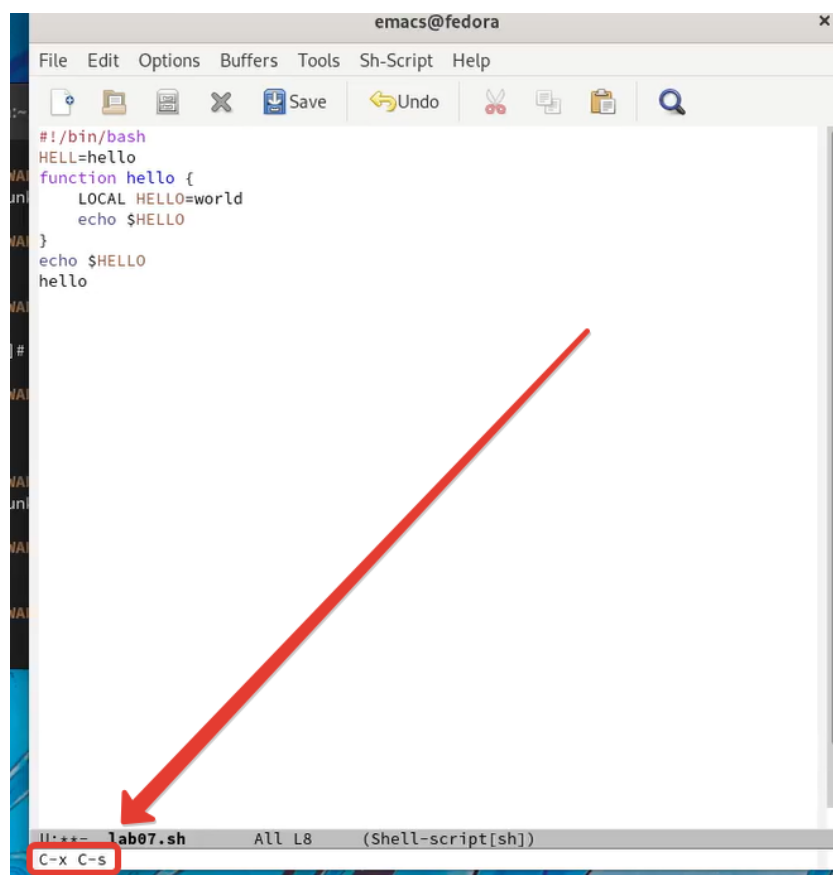 emacs@fedora ×
File Edit Options Buffers Tools Sh-Script Help
Save Undo
#!/bin/bash
HELL=hello
function hello {
    LOCAL HELLO=world
    echo $HELLO
}
echo $HELLO
hello
U:**- lab07.sh All L8 (Shell-script[sh])
C-x C-s